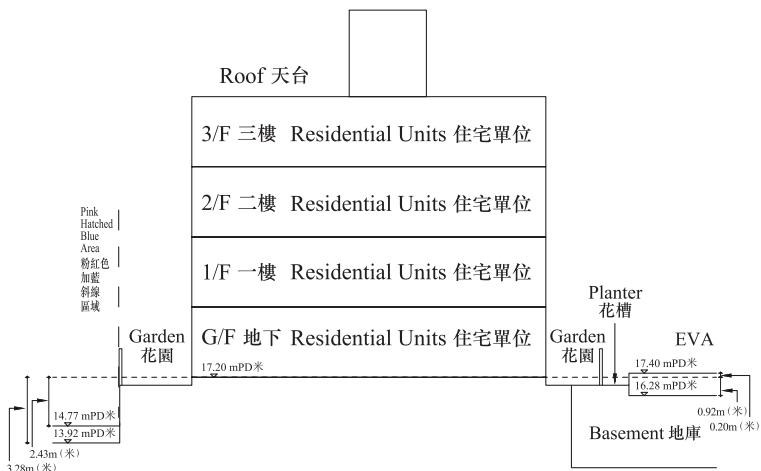 Roof 天台
3/F 三樓 Residential Units 住宅單位
2/F 二樓 Residential Units 住宅單位
1/F 一樓 Residential Units 住宅單位
G/F 地下 Residential Units 住宅單位
Pink
Hatched
Blue
Area
粉紅色
加藍
斜線
區域
Garden
花園
17.20 mPD米
14.77 mPD米
13.92 mPD米
2.43m (米)
3.28m (米)
Garden
花園
Planter
花槽
EVA
17.40 mPD米
16.28 mPD米
0.92m (米)
0.20m (米)
Basement 地庫